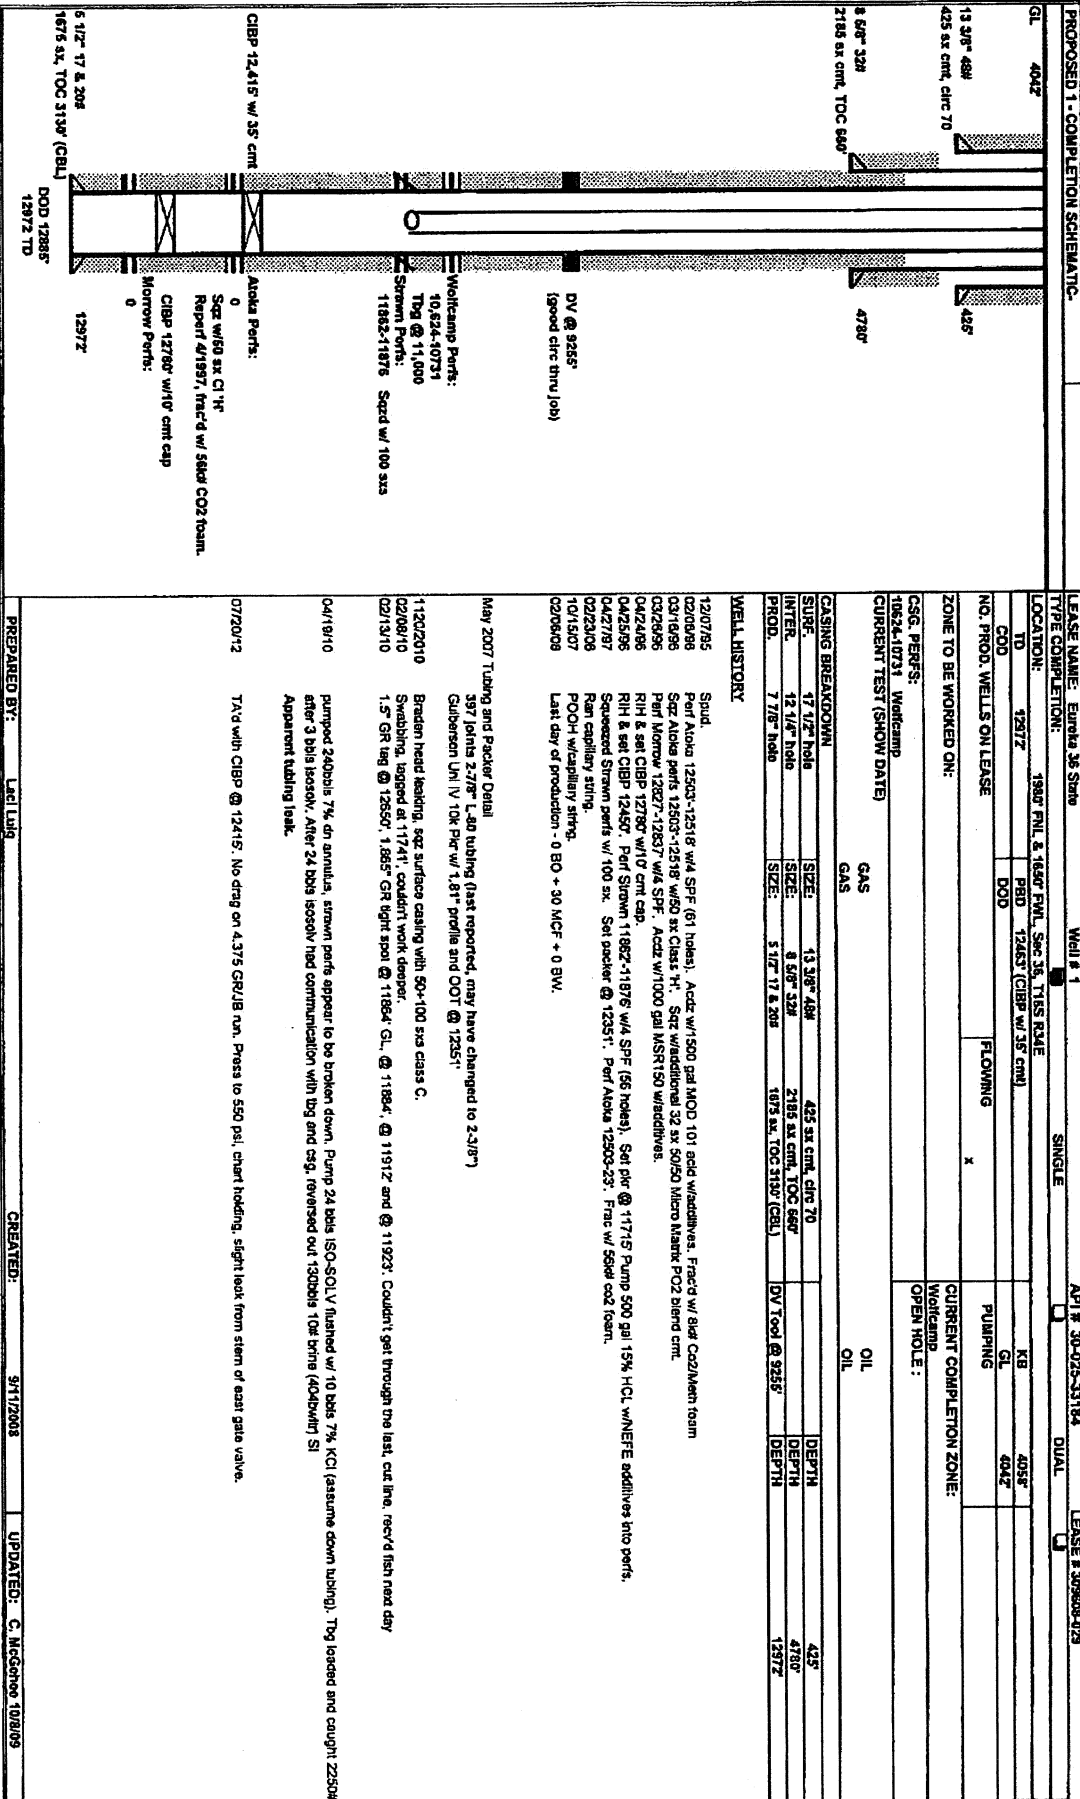 PROPOSED 1 - COMPLETION SCHEMATIC-
GL 4042'
13 3/8" 48#
425 sx cmt, circ 70
425'
8 5/8" 32#
2185 sx cmt, TOC 660'
4780'
DV @ 9255'
(good circ thru job)
Wolfcamp Perfs:
10,624-10731
Tbg @ 11,000
Strawn Perfs:
11862-11876 Sqzd w/ 100 sxs
CIBP 12,415' w/ 35' cmt
Atoka Perfs:
0
Sqz w/50 sx Cl 'H'
Reperf 4/1997, frac'd w/ 56k# CO2 foam.
CIBP 12780' w/10' cmt cap
Morrow Perfs:
0
5 1/2" 17 & 20#
1675 sx, TOC 3130' (CBL)
12972'
DOD 12885'
12972 TD
LEASE NAME: Eureka 36 State Well # 1 API # 30-025-33184 LEASE # 309608-029
TYPE COMPLETION: SINGLE DUAL
LOCATION: 1980' FNL & 1650' FWL, Sec 36, T15S R34E
TD 12972' PBD 12453' (CIBP w/ 35' cmt) KB 4058'
COD DOD GL 4042'
NO. PROD. WELLS ON LEASE FLOWING x PUMPING
ZONE TO BE WORKED ON: CURRENT COMPLETION ZONE:
Wolfcamp
CSG. PERFS: OPEN HOLE :
10624-10731 Wolfcamp
CURRENT TEST (SHOW DATE)
GAS OIL
GAS OIL
CASING BREAKDOWN
SURF. 17 1/2" hole SIZE: 13 3/8" 48# 425 sx cmt, circ 70 DEPTH 425'
INTER. 12 1/4" hole SIZE: 8 5/8" 32# 2185 sx cmt, TOC 660' DEPTH 4780'
PROD. 7 7/8" hole SIZE: 5 1/2" 17 & 20# 1675 sx, TOC 3130' (CBL) DV Tool @ 9255' DEPTH 12972'
WELL HISTORY
12/07/95 Spud.
02/06/96 Perf Atoka 12503'-12518' w/4 SPF (61 holes). Acdz w/1500 gal MOD 101 acid w/additives. Frac'd w/ 8k# Co2/Meth foam
03/18/96 Sqz Atoka perfs 12503'-12518' w/50 sx Class 'H'. Sqz w/additional 32 sx 50/50 Micro Matrix P02 blend cmt.
03/28/96 Perf Morrow 12827'-12837' w/4 SPF. Acdz w/1000 gal MSR150 w/additives.
04/24/96 RIH & set CIBP 12780' w/10' cmt cap.
04/25/96 RIH & set CIBP 12450'. Perf Strawn 11862'-11876' w/4 SPF (56 holes). Set pkr @ 11715' Pump 500 gal 15% HCL w/NEFE additives into perfs.
04/27/97 Squeezed Strawn perfs w/ 100 sx. Set packer @ 12351'. Perf Atoka 12503-23'. Frac w/ 56k# co2 foam.
02/23/06 Ran capillary string.
10/15/07 POOH w/capillary string.
02/06/09 Last day of production - 0 BO + 30 MCF + 0 BW.
May 2007 Tubing and Packer Detail
397 joints 2-7/8" L-80 tubing (last reported, may have changed to 2-3/8")
Guiberson Uni IV 10k Pkr w/ 1.81" profile and OOT @ 12351'
1120/2010 Braden head leaking, sqz surface casing with 50+100 sxs class C.
02/08/10 Swabbing, tagged at 11741', couldn't work deeper.
02/13/10 1.5" GR tag @ 12650', 1.865" GR tight spot @ 11864' GL, @ 11884', @ 11912' and @ 11923'. Couldn't get through the last, cut line, recv'd fish next day
04/19/10 pumped 240bbls 7% dn annulus, strawn perfs appear to be broken down. Pump 24 bbls ISO-SOLV flushed w/ 10 bbls 7% KCl (assume down tubing). Tbg loaded and caught 2250#
after 3 bbls isosolv. After 24 bbls isosolv had communication with tbg and csg, reversed out 130bbls 10# brine (404bwltr) SI
Apparent tubing leak.
07/20/12 TA'd with CIBP @ 12415'. No drag on 4.375 GR/JB run. Press to 550 psi, chart holding, slight leak from stem of east gate valve.
PREPARED BY: Laci Luig CREATED: 9/11/2008 UPDATED: C. McGehee 10/8/09